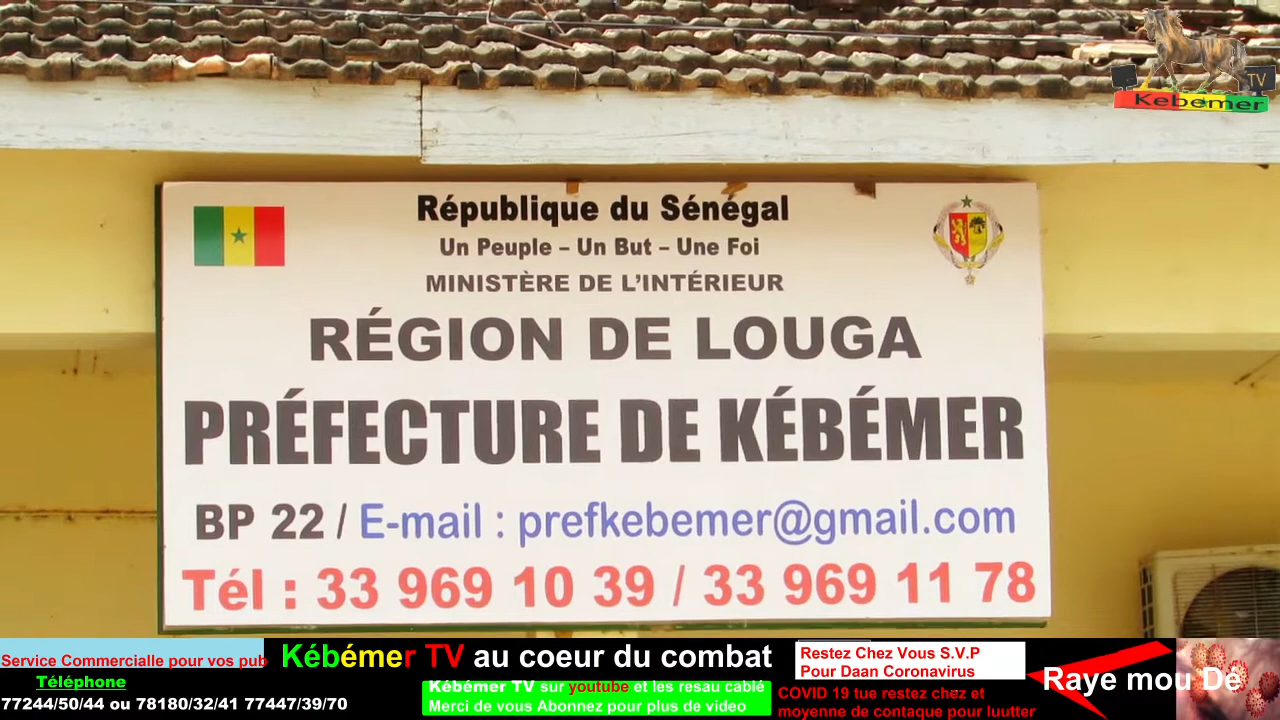 TV
Kebemer
République du Sénégal
Un Peuple – Un But – Une Foi
MINISTÈRE DE L'INTÉRIEUR
RÉGION DE LOUGA
PRÉFECTURE DE KÉBÉMER
BP 22 / E-mail : prefkebemer@gmail.com
Tél : 33 969 10 39 / 33 969 11 78
Service Commercialle pour vos pub
Téléphone
77244/50/44 ou 78180/32/41 77447/39/70
Kébémer TV au coeur du combat
Kébémer TV sur youtube et les resau cablé
Merci de vous Abonnez pour plus de video
Restez Chez Vous S.V.P
Pour Daan Coronavirus
COVID 19 tue restez chez et
moyenne de contaque pour luutter
Raye mou Dé